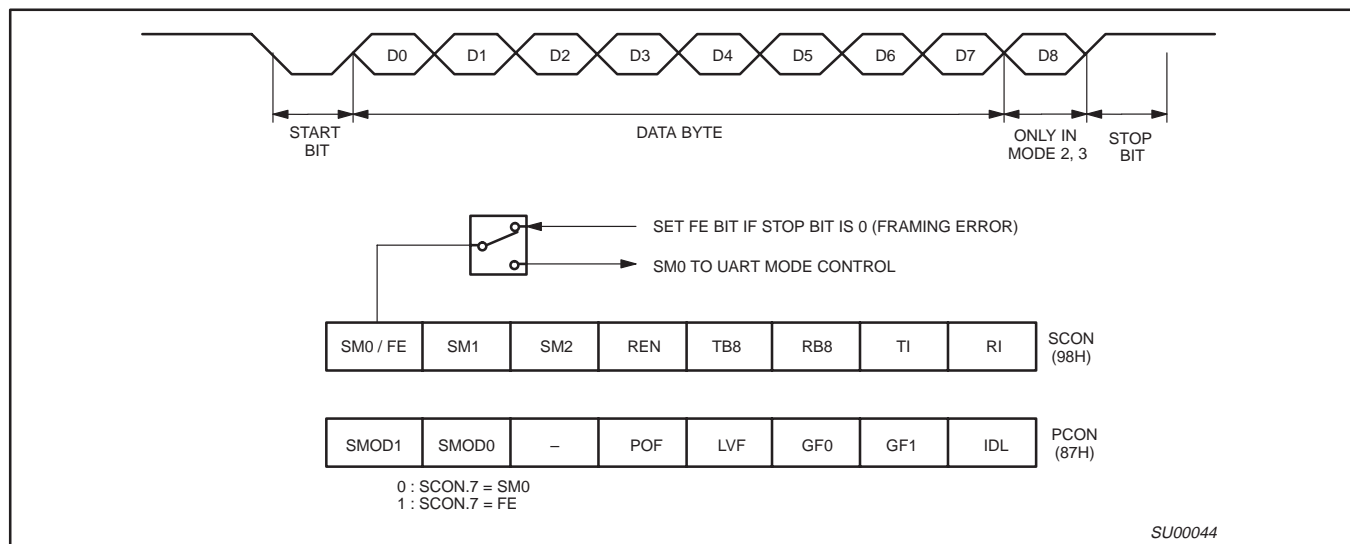 D0 D1 D2 D3 D4 D5 D6 D7 D8
START
BIT
DATA BYTE
ONLY IN
MODE 2, 3
STOP
BIT
SET FE BIT IF STOP BIT IS 0 (FRAMING ERROR)
SM0 TO UART MODE CONTROL
SM0 / FE SM1 SM2 REN TB8 RB8 TI RI
SCON
(98H)
SMOD1 SMOD0 – POF LVF GF0 GF1 IDL
PCON
(87H)
0 : SCON.7 = SM0
1 : SCON.7 = FE
SU00044